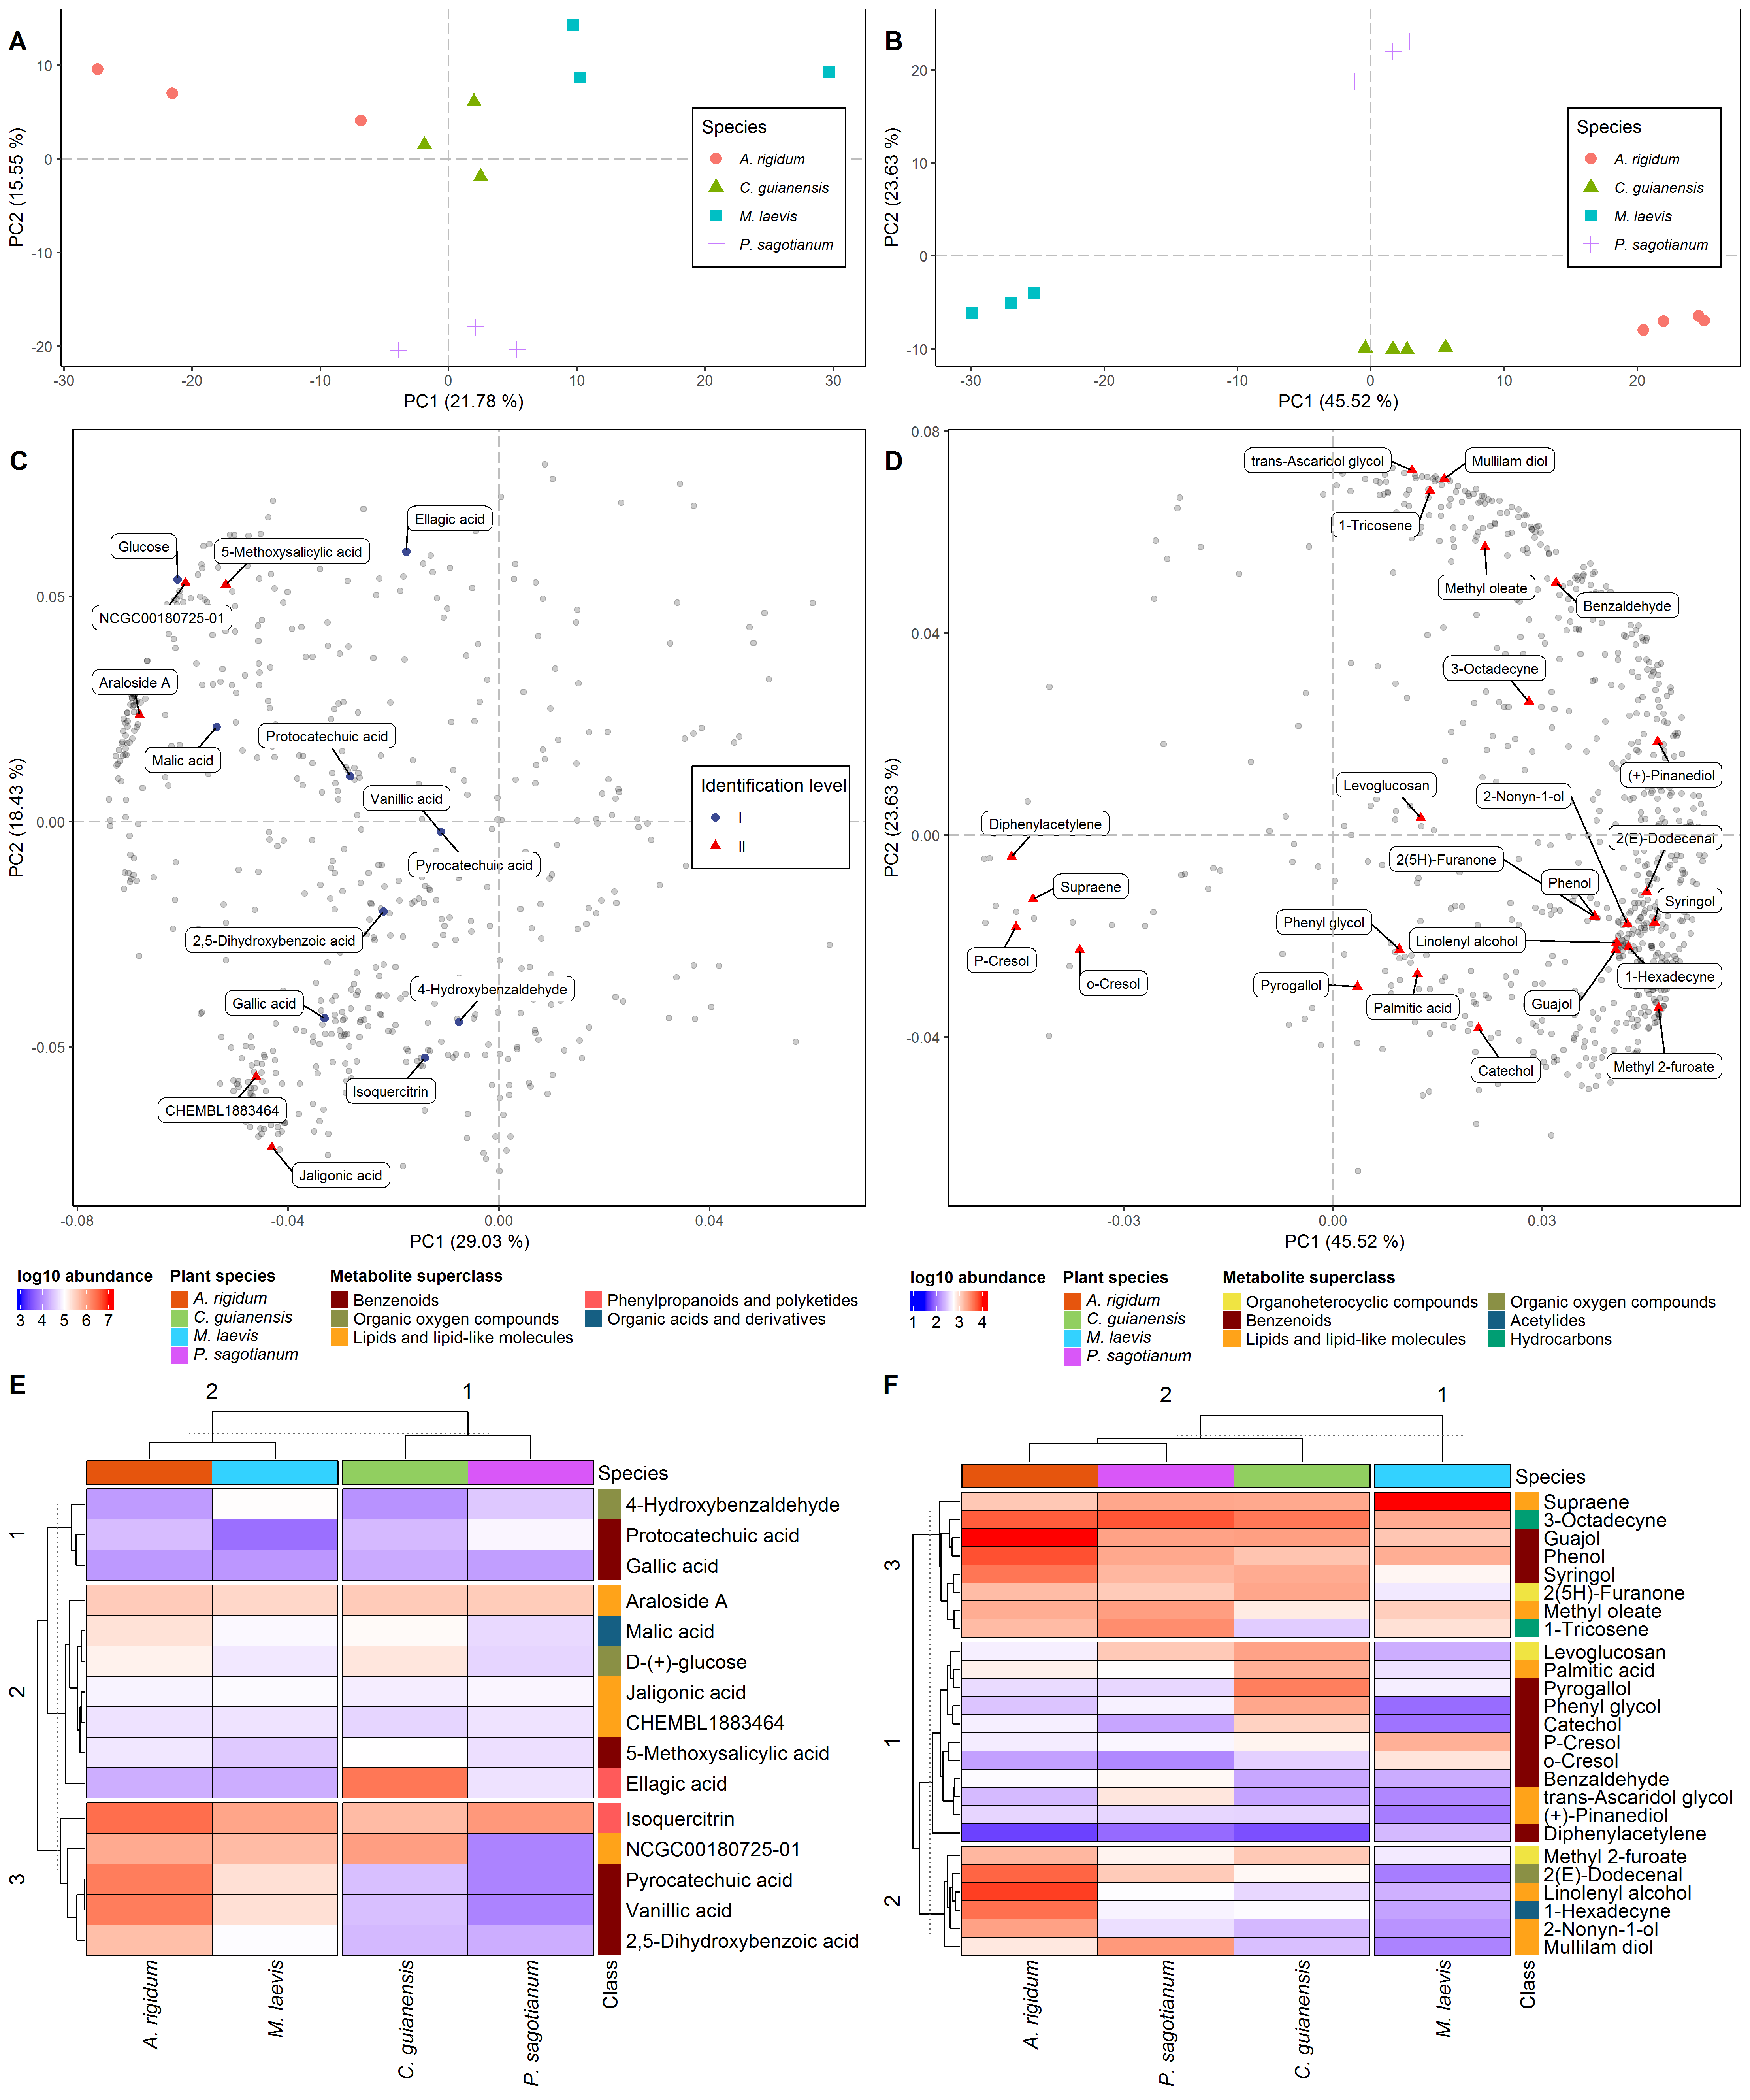 A
PC2 (15.55 %)
10
0
-10
-20
-30
-20
-10
0
10
20
30
PC1 (21.78 %)
Species
A. rigidum
C. guianensis
M. laevis
P. sagotianum
B
PC2 (23.63 %)
20
10
0
-10
-30
-20
-10
0
10
20
PC1 (45.52 %)
Species
A. rigidum
C. guianensis
M. laevis
P. sagotianum
C
PC2 (18.43 %)
0.05
0.00
-0.05
-0.08
-0.04
0.00
0.04
PC1 (29.03 %)
Ellagic acid
Glucose
5-Methoxysalicylic acid
NCGC00180725-01
Araloside A
Malic acid
Protocatechuic acid
Vanillic acid
Pyrocatechuic acid
2,5-Dihydroxybenzoic acid
Gallic acid
4-Hydroxybenzaldehyde
Isoquercitrin
CHEMBL1883464
Jaligonic acid
Identification level
I
II
D
PC2 (23.63 %)
0.08
0.04
0.00
-0.04
-0.03
0.00
0.03
PC1 (45.52 %)
trans-Ascaridol glycol
Mullilam diol
1-Tricosene
Methyl oleate
Benzaldehyde
3-Octadecyne
(+)-Pinanediol
Levoglucosan
2-Nonyn-1-ol
Diphenylacetylene
2(E)-Dodecenal
2(5H)-Furanone
Phenol
Supraene
Syringol
Phenyl glycol
Linolenyl alcohol
P-Cresol
o-Cresol
Pyrogallol
Palmitic acid
Guajol
1-Hexadecyne
Catechol
Methyl 2-furoate
log10 abundance
3 4 5 6 7
Plant species
A. rigidum
C. guianensis
M. laevis
P. sagotianum
Metabolite superclass
Benzenoids
Organic oxygen compounds
Lipids and lipid-like molecules
Phenylpropanoids and polyketides
Organic acids and derivatives
log10 abundance
1 2 3 4
Plant species
A. rigidum
C. guianensis
M. laevis
P. sagotianum
Metabolite superclass
Organoheterocyclic compounds
Benzenoids
Lipids and lipid-like molecules
Organic oxygen compounds
Acetylides
Hydrocarbons
E
2
1
Species
1
4-Hydroxybenzaldehyde
Protocatechuic acid
Gallic acid
2
Araloside A
Malic acid
D-(+)-glucose
Jaligonic acid
CHEMBL1883464
5-Methoxysalicylic acid
Ellagic acid
3
Isoquercitrin
NCGC00180725-01
Pyrocatechuic acid
Vanillic acid
2,5-Dihydroxybenzoic acid
A. rigidum
M. laevis
C. guianensis
P. sagotianum
Class
F
2
1
Species
3
Supraene
3-Octadecyne
Guajol
Phenol
Syringol
2(5H)-Furanone
Methyl oleate
1-Tricosene
1
Levoglucosan
Palmitic acid
Pyrogallol
Phenyl glycol
Catechol
P-Cresol
o-Cresol
Benzaldehyde
trans-Ascaridol glycol
(+)-Pinanediol
Diphenylacetylene
2
Methyl 2-furoate
2(E)-Dodecenal
Linolenyl alcohol
1-Hexadecyne
2-Nonyn-1-ol
Mullilam diol
A. rigidum
P. sagotianum
C. guianensis
M. laevis
Class